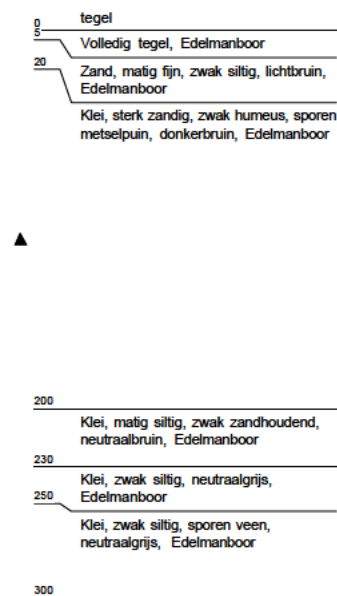 0
tegel
5
Volledig tegel, Edelmanboor
20
Zand, matig fijn, zwak siltig, lichtbruin,
Edelmanboor
Klei, sterk zandig, zwak humeus, sporen
metselpuin, donkerbruin, Edelmanboor
200
Klei, matig siltig, zwak zandhoudend,
neutraalbruin, Edelmanboor
230
Klei, zwak siltig, neutraalgrijs,
Edelmanboor
250
Klei, zwak siltig, sporen veen,
neutraalgrijs, Edelmanboor
300